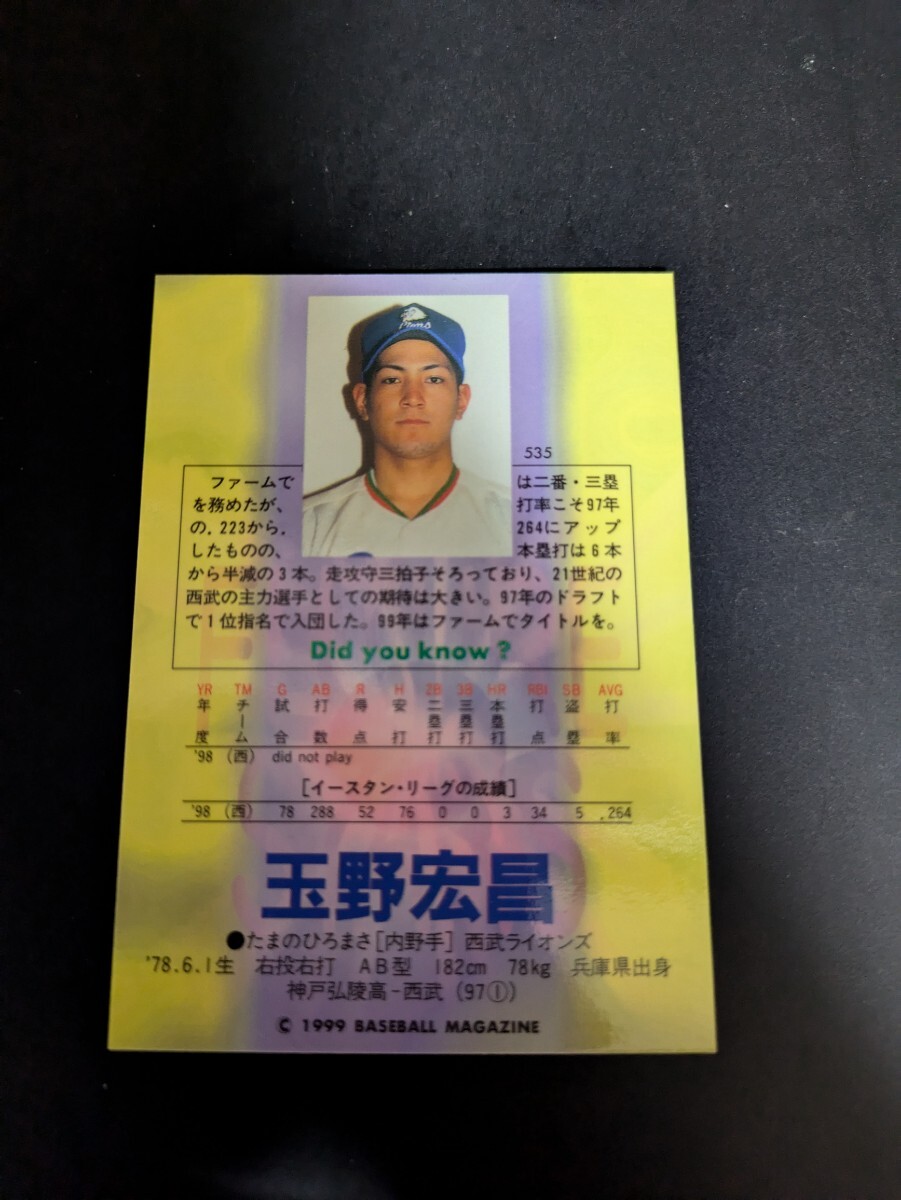 Lions
535
ファームで は二番・三塁
を務めたが、 打率こそ97年
の.223から. 264にアップ
したものの、 本塁打は6本
から半減の3本。走攻守三拍子そろっており、21世紀の
西武の主力選手としての期待は大きい。97年のドラフト
で1位指名で入団した。99年はファームでタイトルを。
Did you know?
YR TM G AB R H 2B 3B HR RBI SB AVG
年度 チーム 試合 打数 得点 安打 二塁打 三塁打 本塁打 打点 盗塁 打率
'98 (西) did not play
[イースタン・リーグの成績]
'98 (西) 78 288 52 76 0 0 3 34 5 .264
玉野宏昌
●たまのひろまさ[内野手] 西武ライオンズ
'78.6.1生 右投右打 AB型 182cm 78kg 兵庫県出身
神戸弘陵高-西武 (97①)
© 1999 BASEBALL MAGAZINE